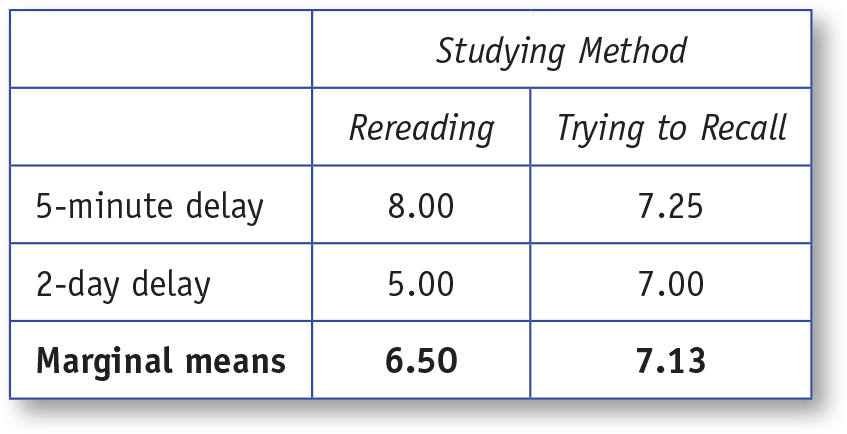 Studying Method
Rereading Trying to Recall
5-minute delay 8.00 7.25
2-day delay 5.00 7.00
Marginal means 6.50 7.13